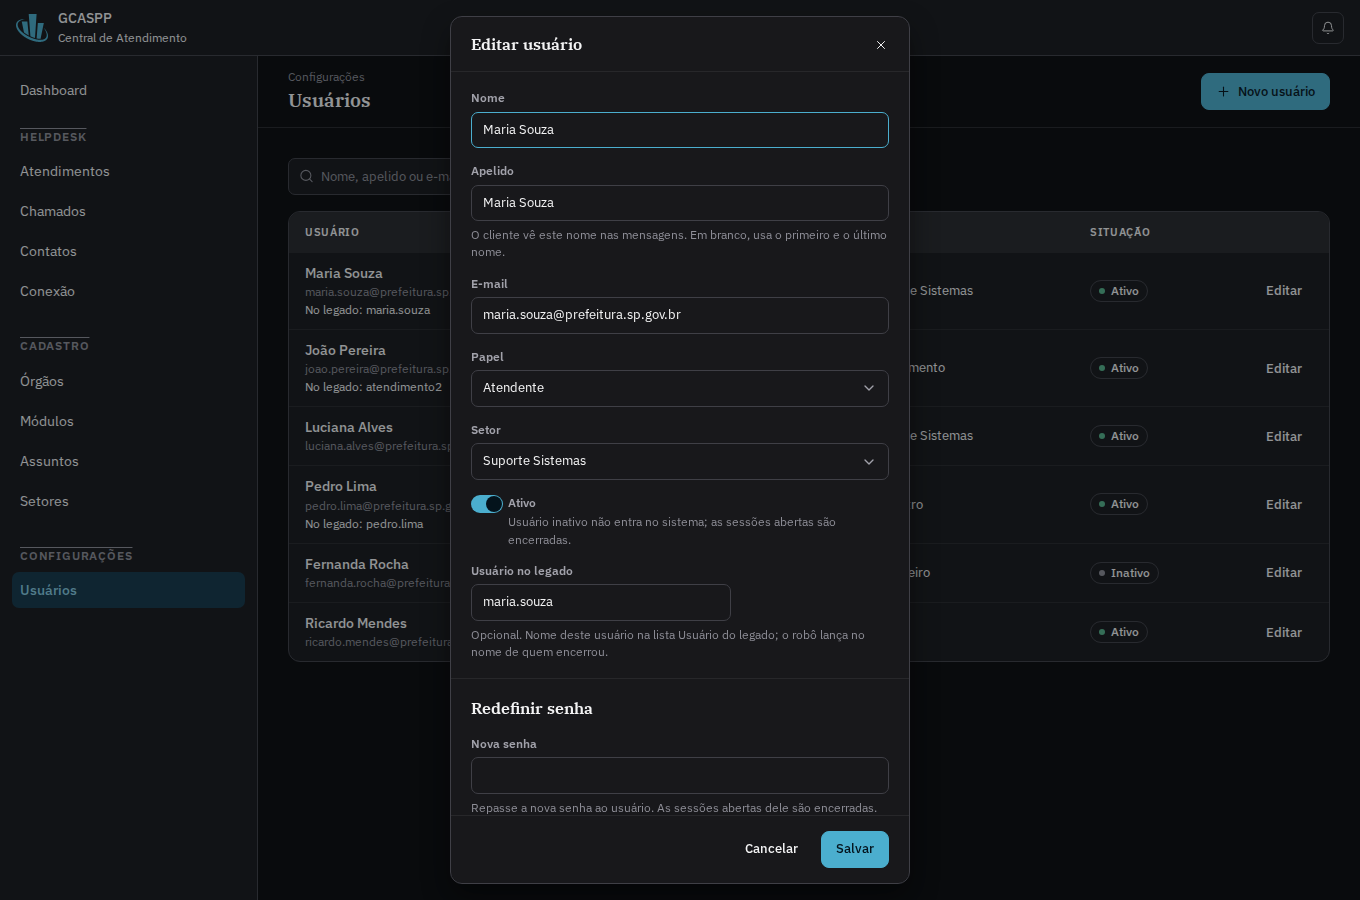 GCASPP
Central de Atendimento
Dashboard
HELPDESK
Atendimentos
Chamados
Contatos
Conexão
CADASTRO
Órgãos
Módulos
Assuntos
Setores
CONFIGURAÇÕES
Usuários
Configurações
Usuários
Novo usuário
Nome, apelido ou e-m
USUÁRIO
SITUAÇÃO
Maria Souza
maria.souza@prefeitura.sp
No legado: maria.souza
e Sistemas
Ativo
Editar
João Pereira
joao.pereira@prefeitura.sp
No legado: atendimento2
mento
Ativo
Editar
Luciana Alves
luciana.alves@prefeitura.sp
e Sistemas
Ativo
Editar
Pedro Lima
pedro.lima@prefeitura.sp.g
No legado: pedro.lima
ro
Ativo
Editar
Fernanda Rocha
fernanda.rocha@prefeitura
eiro
Inativo
Editar
Ricardo Mendes
ricardo.mendes@prefeitura
Ativo
Editar
Editar usuário
Nome
Maria Souza
Apelido
Maria Souza
O cliente vê este nome nas mensagens. Em branco, usa o primeiro e o último
nome.
E-mail
maria.souza@prefeitura.sp.gov.br
Papel
Atendente
Setor
Suporte Sistemas
Ativo
Usuário inativo não entra no sistema; as sessões abertas são
encerradas.
Usuário no legado
maria.souza
Opcional. Nome deste usuário na lista Usuário do legado; o robô lança no
nome de quem encerrou.
Redefinir senha
Nova senha
Repasse a nova senha ao usuário. As sessões abertas dele são encerradas.
Cancelar
Salvar